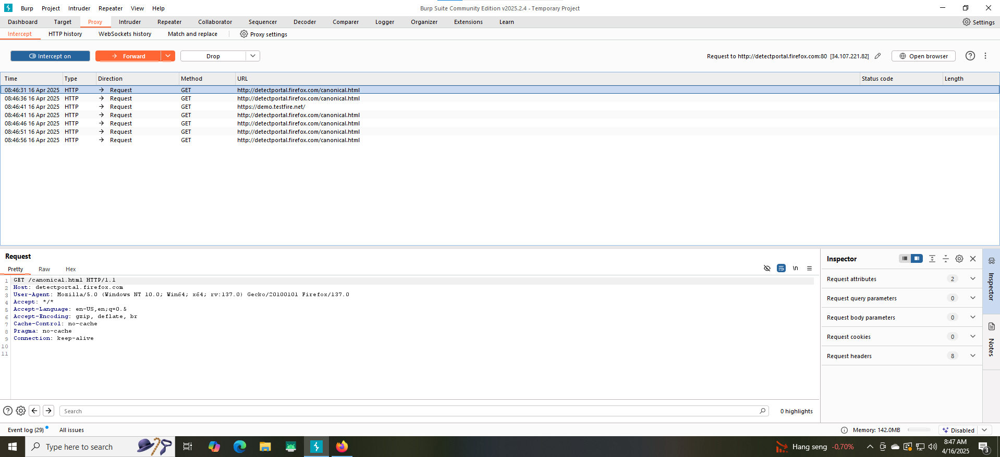 Burp Project Intruder Repeater View Help Burp Suite Community Edition v2025.2.4 - Temporary Project
Dashboard Target Proxy Intruder Repeater Collaborator Sequencer Decoder Comparer Logger Organizer Extensions Learn Settings
Intercept HTTP history WebSockets history Match and replace Proxy settings
Intercept on Forward Drop Request to http://detectportal.firefox.com:80 [34.107.221.82] Open browser
Time Type Direction Method URL Status code Length
08:46:31 16 Apr 2025 HTTP → Request GET http://detectportal.firefox.com/canonical.html
08:46:36 16 Apr 2025 HTTP → Request GET http://detectportal.firefox.com/canonical.html
08:46:41 16 Apr 2025 HTTP → Request GET https://demo.testfire.net/
08:46:41 16 Apr 2025 HTTP → Request GET http://detectportal.firefox.com/canonical.html
08:46:46 16 Apr 2025 HTTP → Request GET http://detectportal.firefox.com/canonical.html
08:46:51 16 Apr 2025 HTTP → Request GET http://detectportal.firefox.com/canonical.html
08:46:56 16 Apr 2025 HTTP → Request GET http://detectportal.firefox.com/canonical.html
Request
Pretty Raw Hex \n
1 GET /canonical.html HTTP/1.1
2 Host: detectportal.firefox.com
3 User-Agent: Mozilla/5.0 (Windows NT 10.0; Win64; x64; rv:137.0) Gecko/20100101 Firefox/137.0
4 Accept: */*
5 Accept-Language: en-US,en;q=0.5
6 Accept-Encoding: gzip, deflate, br
7 Cache-Control: no-cache
8 Pragma: no-cache
9 Connection: keep-alive
10
11
Search 0 highlights
Inspector
Request attributes 2
Request query parameters 0
Request body parameters 0
Request cookies 0
Request headers 8
Inspector
Notes
Event log (29) All issues Memory: 142.0MB Disabled
Type here to search Hang seng -0,70% 8:47 AM
4/16/2025 3